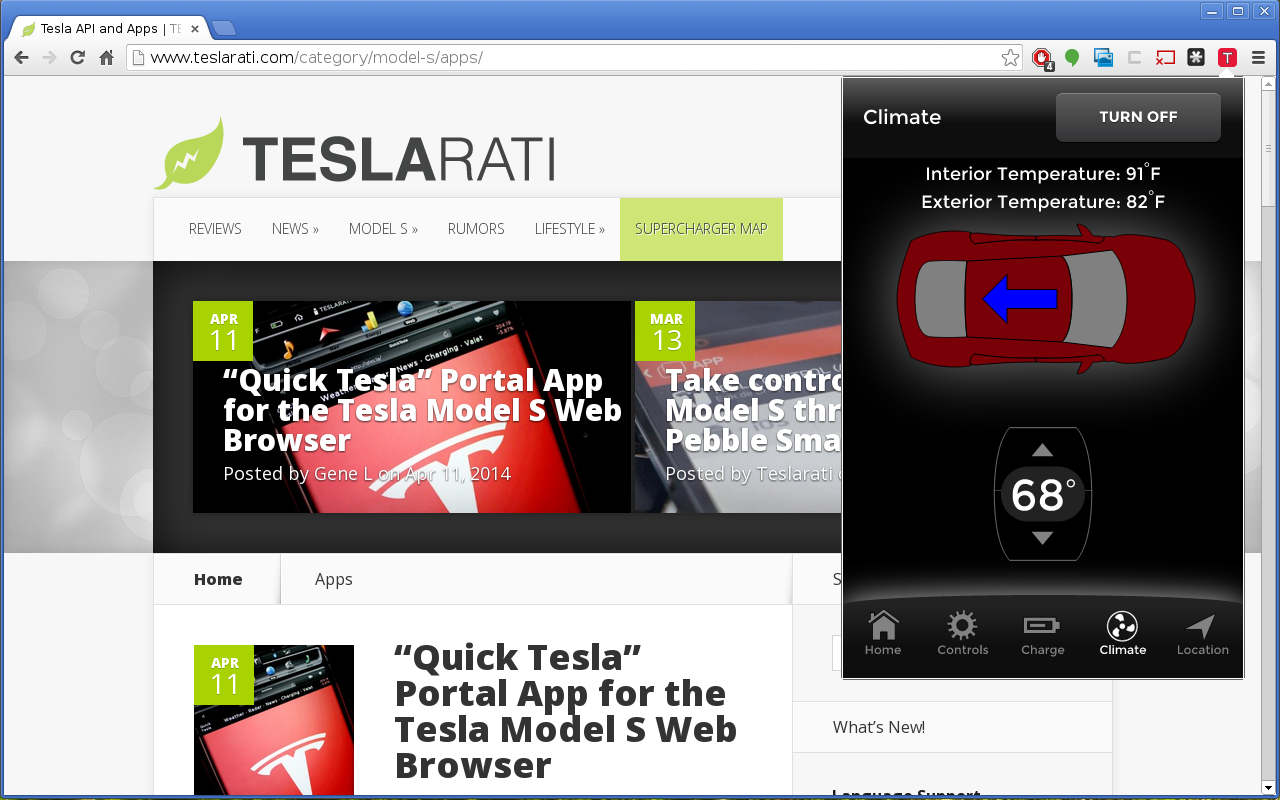 Tesla API and Apps | TE
www.teslarati.com/category/model-s/apps/
4
T
TESLARATI
REVIEWS
NEWS »
MODEL S »
RUMORS
LIFESTYLE »
SUPERCHARGER MAP
APR
11
“Quick Tesla” Portal App
for the Tesla Model S Web
Browser
Posted by Gene L on Apr 11, 2014
MAR
13
Take contro
Model S thr
Pebble Sma
Posted by Teslarati
Home
Apps
S
APR
11
“Quick Tesla”
Portal App for the
Tesla Model S Web
Browser
What’s New!
Language Support
Climate
TURN OFF
Interior Temperature: 91°F
Exterior Temperature: 82°F
68°
Home
Controls
Charge
Climate
Location